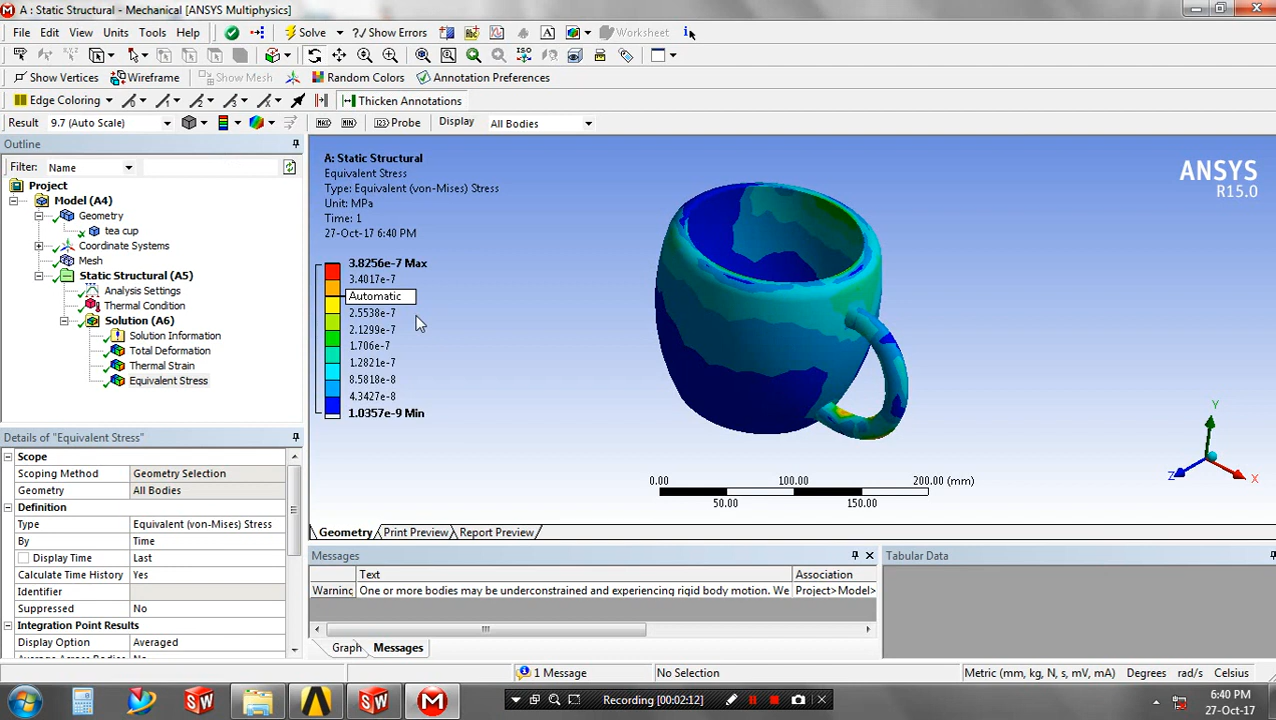 A : Static Structural - Mechanical [ANSYS Multiphysics]
File Edit View Units Tools Help Solve ?/ Show Errors Worksheet
Show Vertices Wireframe Show Mesh Random Colors Annotation Preferences
Edge Coloring Thicken Annotations
Result 9.7 (Auto Scale) Probe Display All Bodies
Outline
Filter: Name
Project
Model (A4)
Geometry
tea cup
Coordinate Systems
Mesh
Static Structural (A5)
Analysis Settings
Thermal Condition
Solution (A6)
Solution Information
Total Deformation
Thermal Strain
Equivalent Stress
Details of "Equivalent Stress"
Scope
Scoping Method Geometry Selection
Geometry All Bodies
Definition
Type Equivalent (von-Mises) Stress
By Time
Display Time Last
Calculate Time History Yes
Identifier
Suppressed No
Integration Point Results
Display Option Averaged
Average Across Bodies No
A: Static Structural
Equivalent Stress
Type: Equivalent (von-Mises) Stress
Unit: MPa
Time: 1
27-Oct-17 6:40 PM
3.8256e-7 Max
3.4017e-7
Automatic
2.5538e-7
2.1299e-7
1.706e-7
1.2821e-7
8.5818e-8
4.3427e-8
1.0357e-9 Min
ANSYS
R15.0
0.00 100.00 200.00 (mm)
50.00 150.00
Y
Z
X
Geometry Print Preview Report Preview
Messages
Text Association
Warning One or more bodies may be underconstrained and experiencing rigid body motion. We Project>Model>
Graph Messages
Tabular Data
1 Message No Selection Metric (mm, kg, N, s, mV, mA) Degrees rad/s Celsius
Recording [00:02:12]
6:40 PM
27-Oct-17